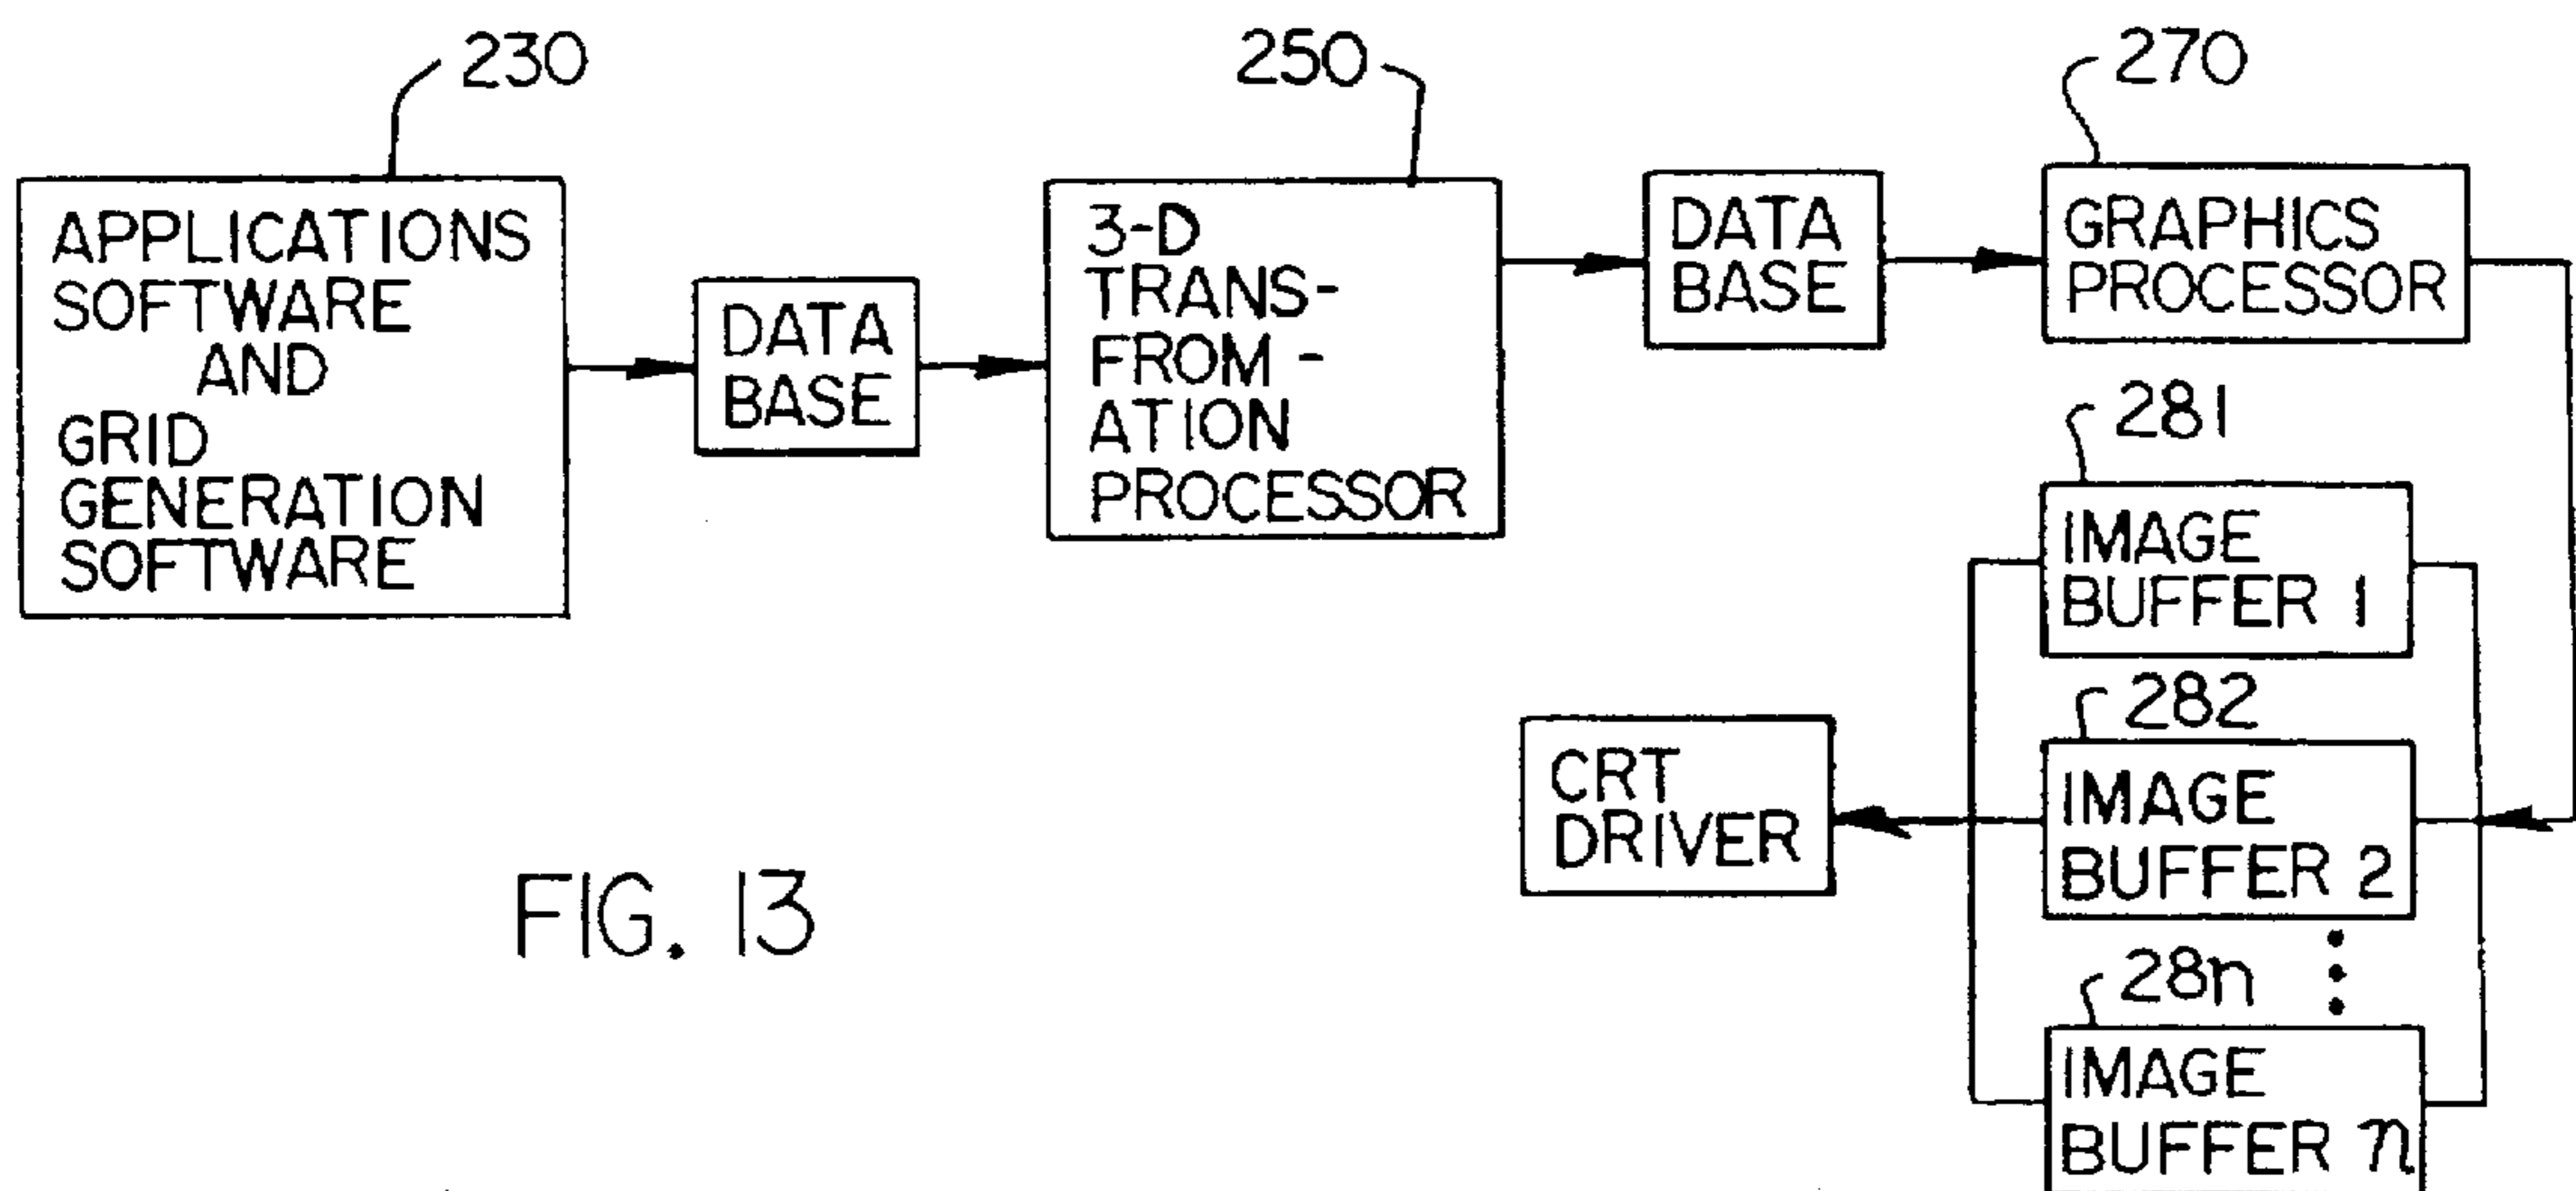 230
250
270
APPLICATIONS
SOFTWARE
AND
GRID
GENERATION
SOFTWARE
DATA
BASE
3-D
TRANS-
FROM-
ATION
PROCESSOR
DATA
BASE
GRAPHICS
PROCESSOR
281
IMAGE
BUFFER 1
282
IMAGE
BUFFER 2
28n
IMAGE
BUFFER n
CRT
DRIVER
FIG. 13